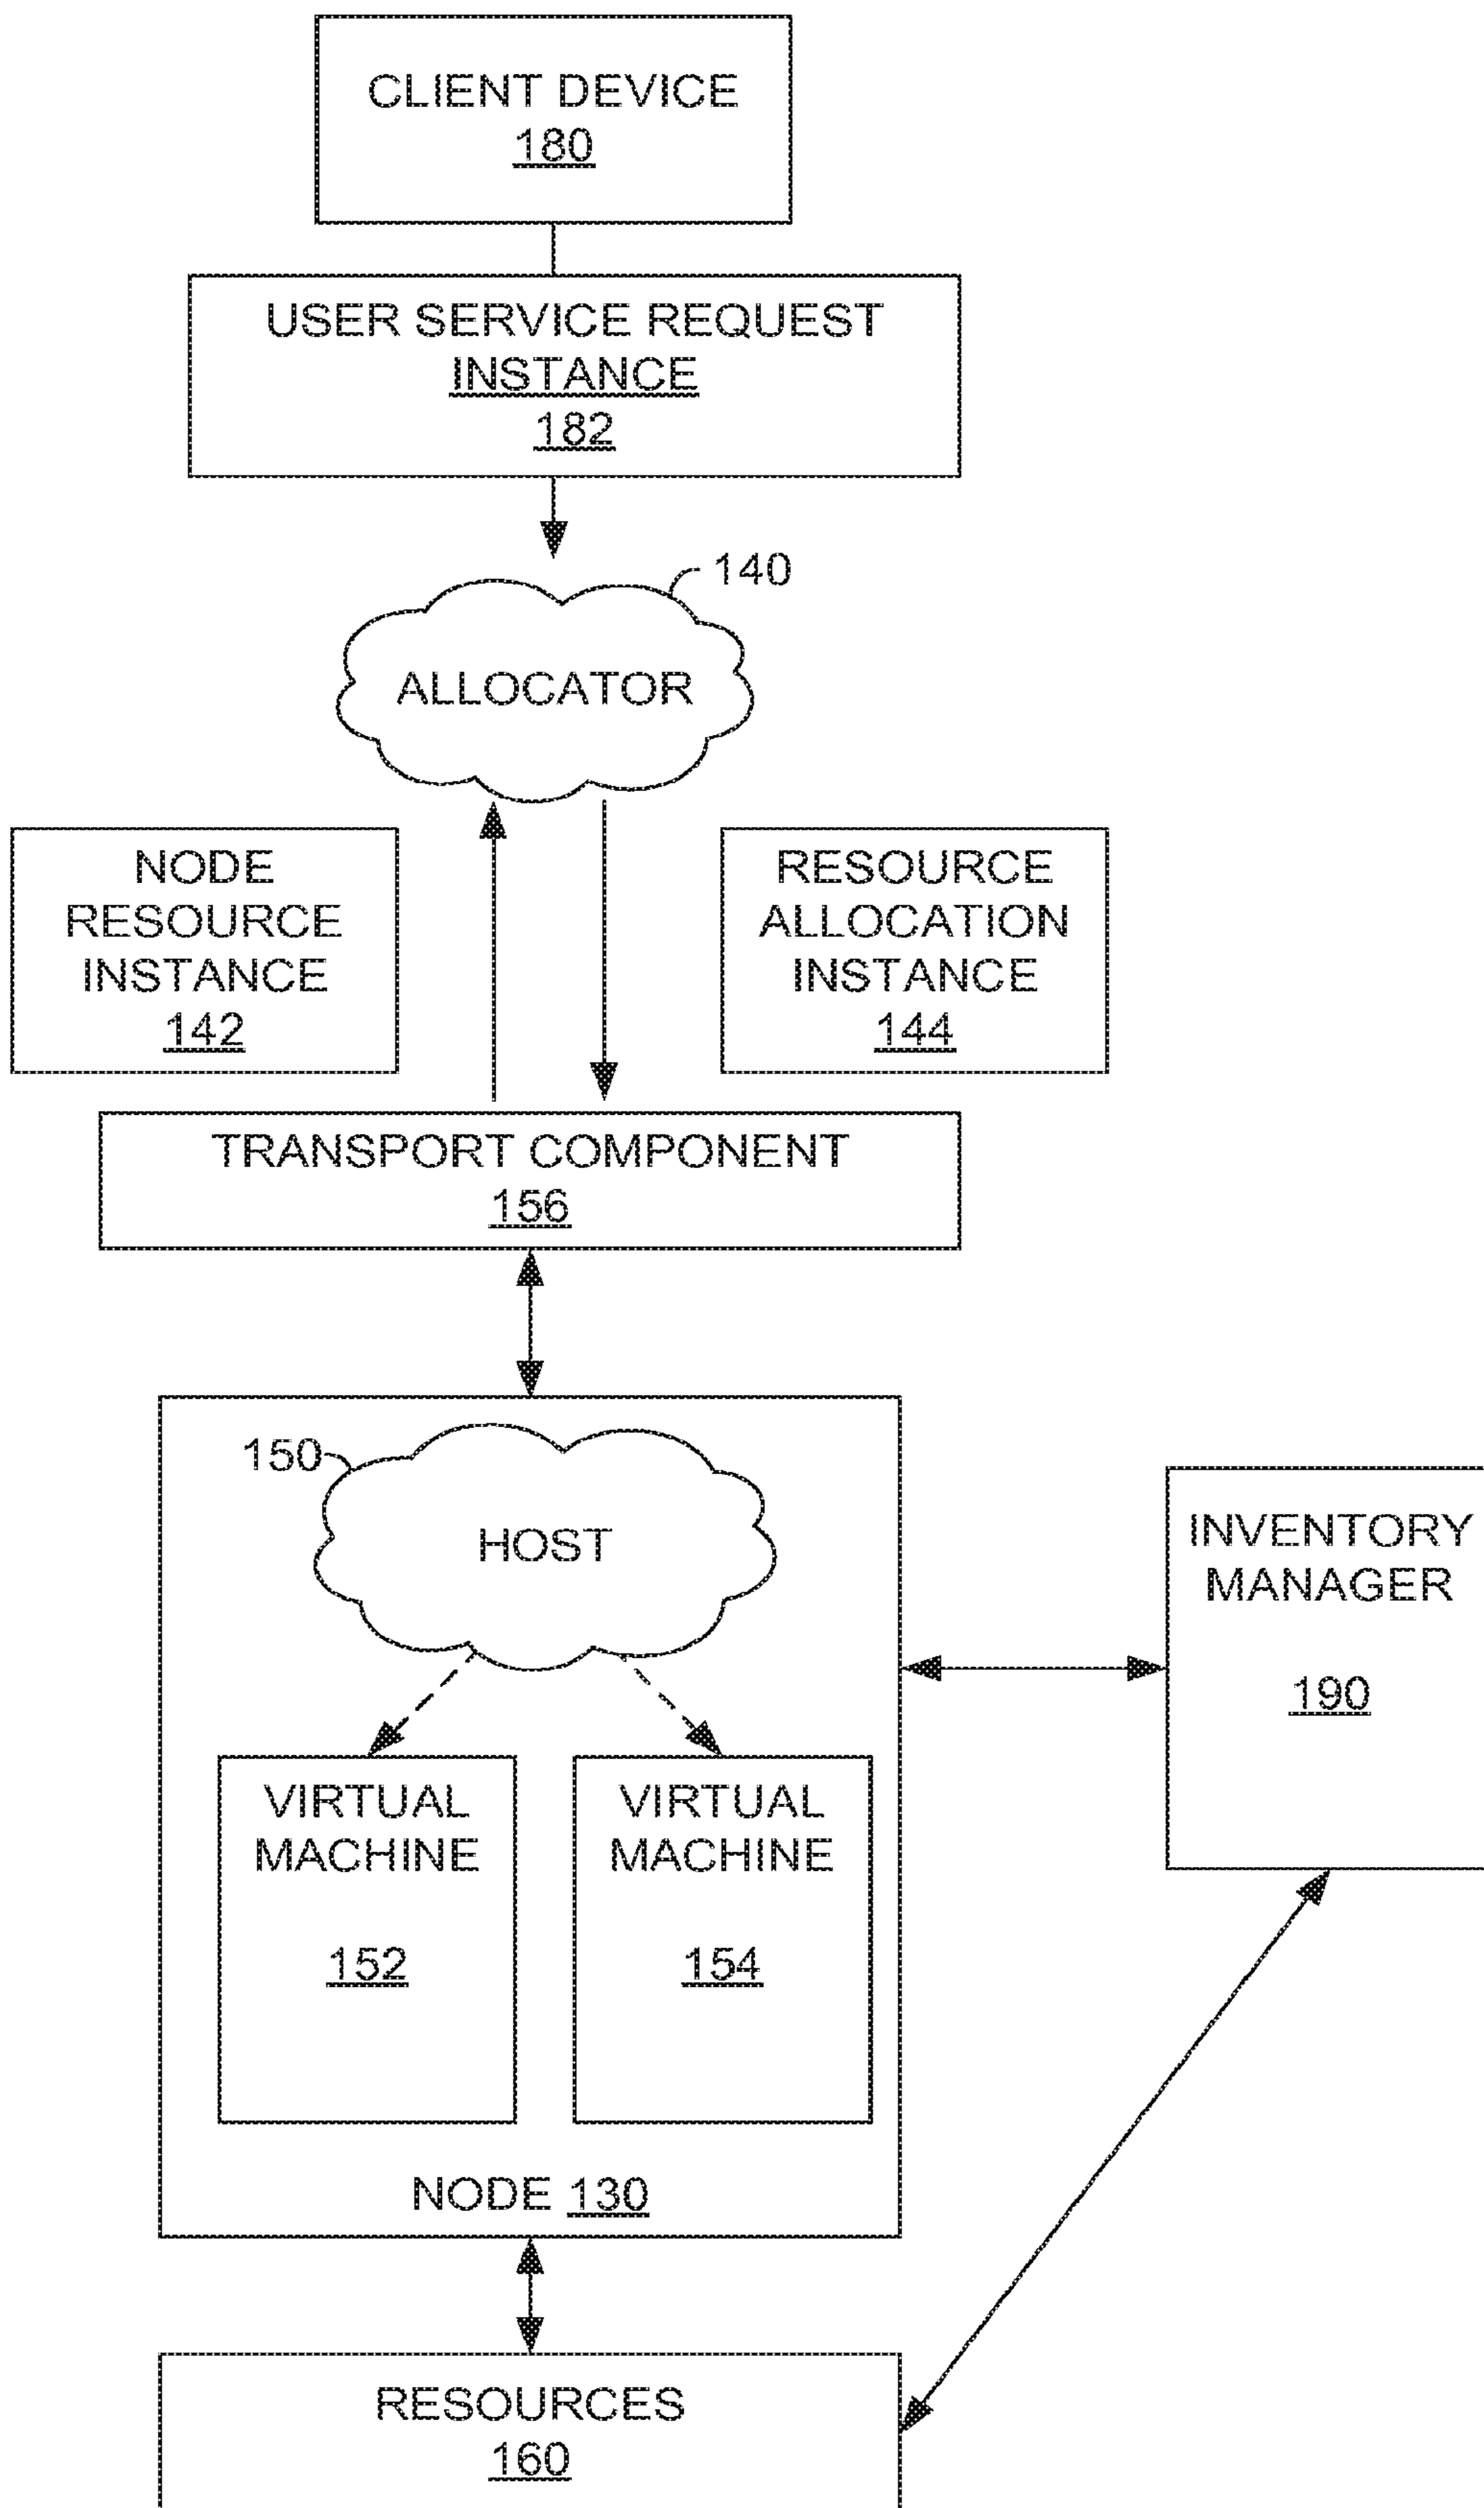 CLIENT DEVICE
180
USER SERVICE REQUEST
INSTANCE
182
140
ALLOCATOR
NODE
RESOURCE
INSTANCE
142
RESOURCE
ALLOCATION
INSTANCE
144
TRANSPORT COMPONENT
156
150
HOST
INVENTORY
MANAGER
190
VIRTUAL
MACHINE
152
VIRTUAL
MACHINE
154
NODE 130
RESOURCES
160